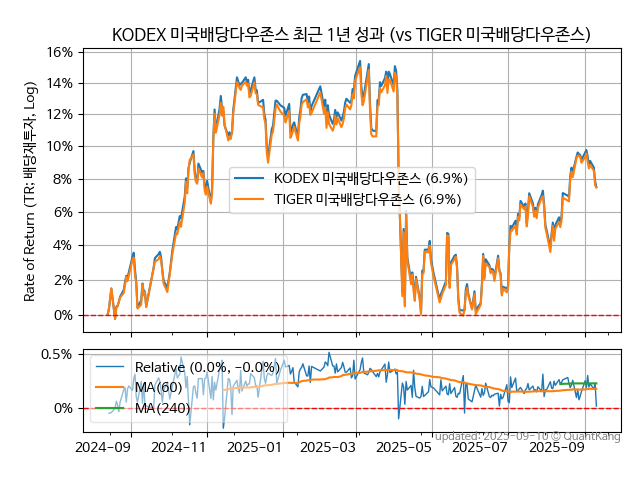 KODEX 미국배당다우존스 최근 1년 성과 (vs TIGER 미국배당다우존스)
Rate of Return (TR: 배당재투자, Log)
16%
14%
12%
10%
8%
6%
4%
2%
0%
KODEX 미국배당다우존스 (6.9%)
TIGER 미국배당다우존스 (6.9%)
0.5%
0%
Relative (0.0%, −0.0%)
MA(60)
MA(240)
2024-09 2024-11 2025-01 2025-03 2025-05 2025-07 2025-09
updated: 2025-09-10 © QuantKang